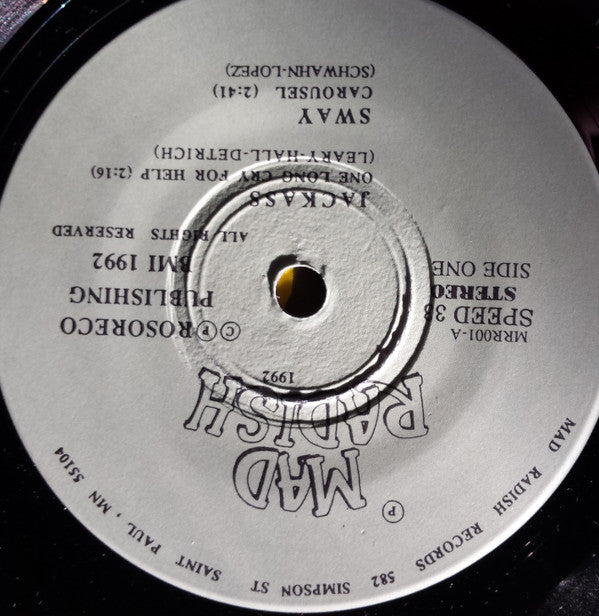 MAD RECORDS 582 SIMPSON ST SAINT PAUL, MN 55104
MAD RADISH
℗
MAD
RADISH
1992
MRR001-A
SPEED 33
STEREO
SIDE ONE
©℗ROSORECO
PUBLISHING
BMI 1992
ALL RIGHTS RESERVED
JACKASS
ONE LONG CRY FOR HELP (2:16)
(LEARY-HALL-DETRICH)
SWAY
CAROUSEL (2:41)
(SCHWAHN-LOPEZ)